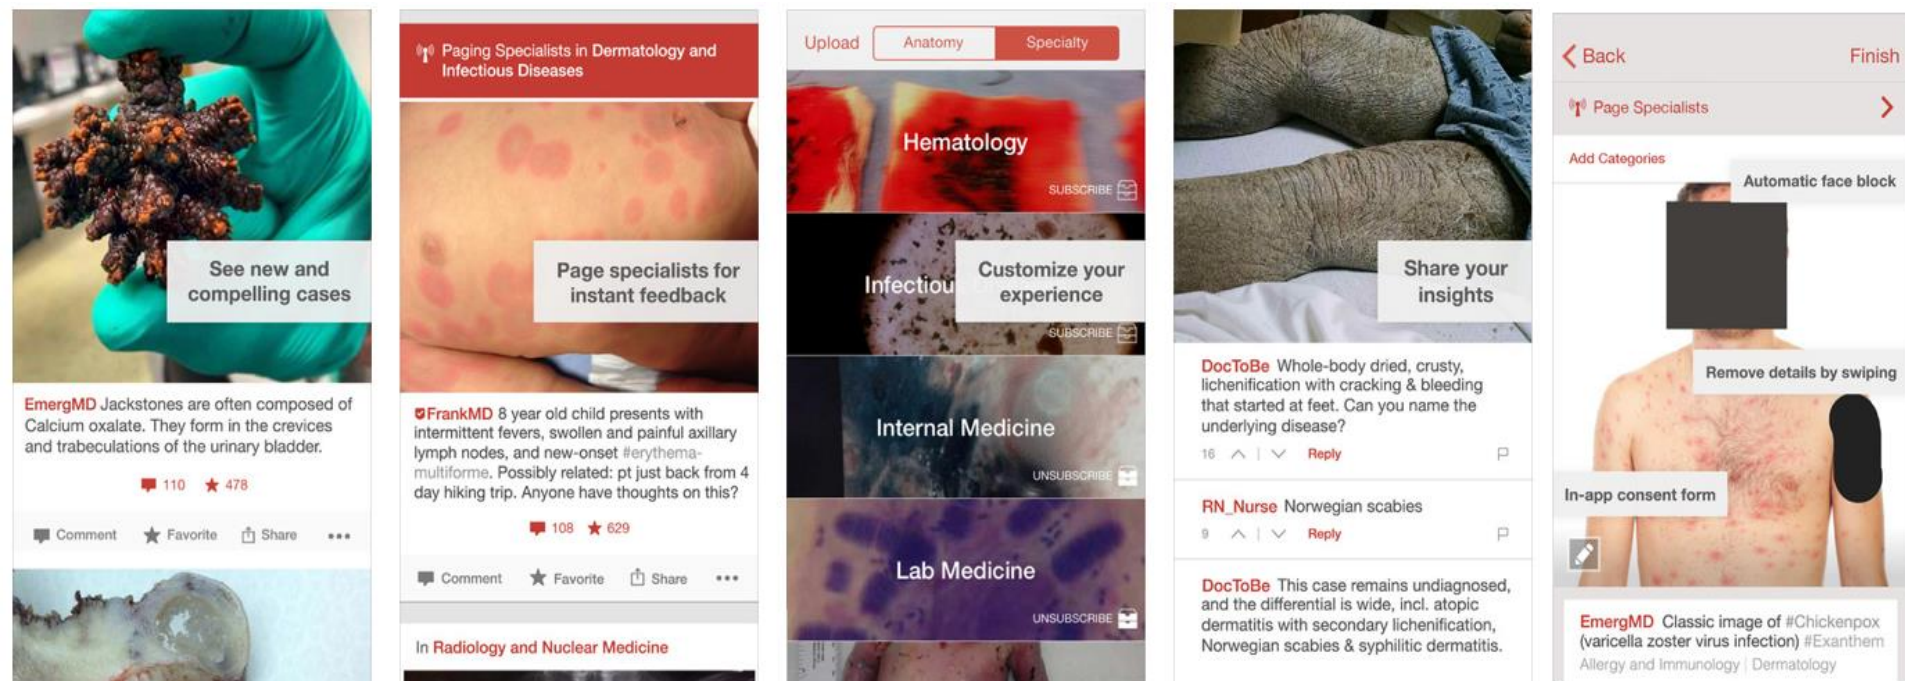 See new and
compelling cases
EmergMD Jackstones are often composed of
Calcium oxalate. They form in the crevices
and trabeculations of the urinary bladder.
110 478
Comment Favorite Share
Paging Specialists in Dermatology and
Infectious Diseases
Page specialists for
instant feedback
FrankMD 8 year old child presents with
intermittent fevers, swollen and painful axillary
lymph nodes, and new-onset #erythema-
multiforme. Possibly related: pt just back from 4
day hiking trip. Anyone have thoughts on this?
108 629
Comment Favorite Share
In Radiology and Nuclear Medicine
Upload Anatomy Specialty
Hematology
SUBSCRIBE
Customize your
experience
SUBSCRIBE
Internal Medicine
UNSUBSCRIBE
Lab Medicine
UNSUBSCRIBE
Share your
insights
DocToBe Whole-body dried, crusty,
lichenification with cracking & bleeding
that started at feet. Can you name the
underlying disease?
16 Reply
RN_Nurse Norwegian scabies
9 Reply
DocToBe This case remains undiagnosed,
and the differential is wide, incl. atopic
dermatitis with secondary lichenification,
Norwegian scabies & syphilitic dermatitis.
Back Finish
Page Specialists
Add Categories
Automatic face block
Remove details by swiping
In-app consent form
EmergMD Classic image of #Chickenpox
(varicella zoster virus infection) #Exanthem
Allergy and Immunology | Dermatology